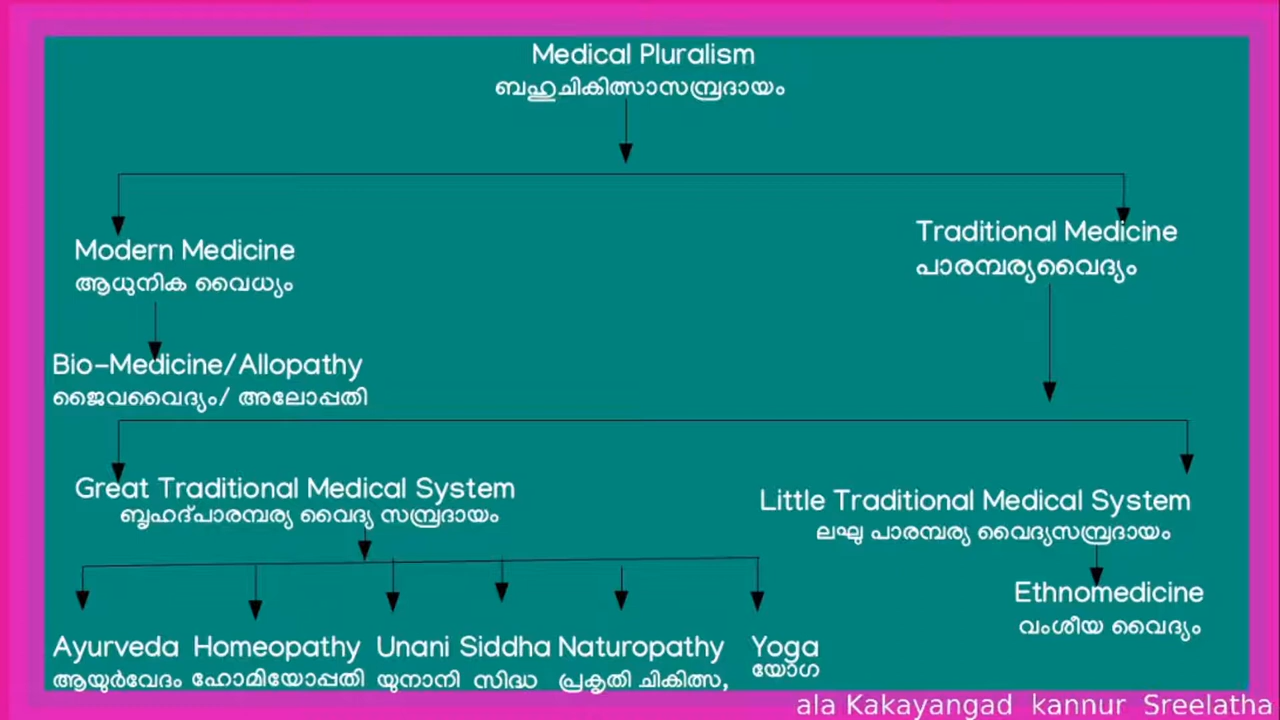 Medical Pluralism
ബഹുചികിത്സാസമ്പ്രദായം
Modern Medicine
ആധുനിക വൈധ്യം
Traditional Medicine
പാരമ്പര്യവൈദ്യം
Bio-Medicine/Allopathy
ജൈവവൈദ്യം/ അലോപ്പതി
Great Traditional Medical System
ബൃഹദ്പാരമ്പര്യ വൈദ്യ സമ്പ്രദായം
Little Traditional Medical System
ലഘു പാരമ്പര്യ വൈദ്യസമ്പ്രദായം
Ethnomedicine
വംശീയ വൈദ്യം
Ayurveda Homeopathy Unani Siddha Naturopathy Yoga
ആയുർവേദം ഹോമിയോപ്പതി യുനാനി സിദ്ധ പ്രകൃതി ചികിത്സ, യോഗ
ala Kakayangad kannur Sreelatha